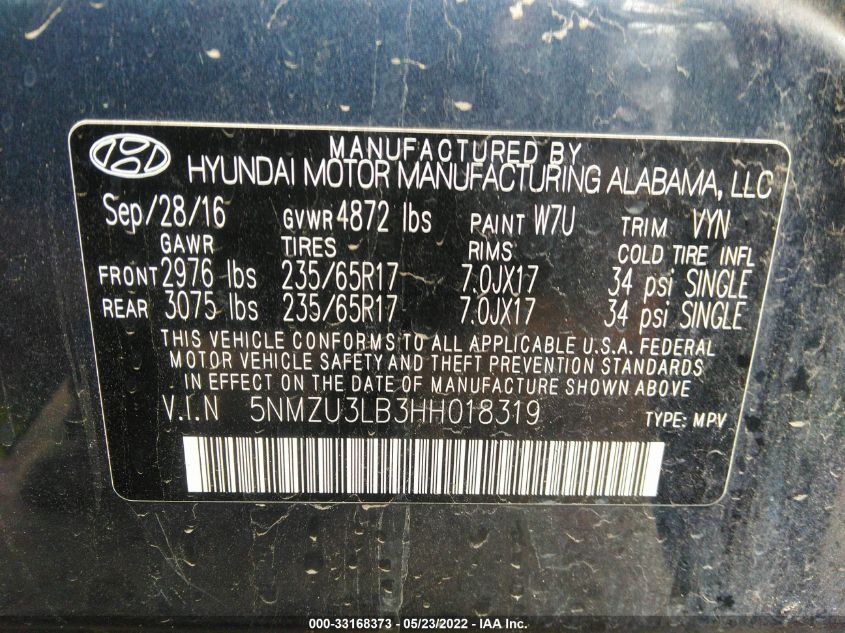 MANUFACTURED BY
HYUNDAI MOTOR MANUFACTURING ALABAMA, LLC
Sep/28/16 GVWR 4872 lbs PAINT W7U TRIM VYN
GAWR TIRES RIMS COLD TIRE INFL
FRONT 2976 lbs 235/65R17 7.0JX17 34 psi SINGLE
REAR 3075 lbs 235/65R17 7.0JX17 34 psi SINGLE
THIS VEHICLE CONFORMS TO ALL APPLICABLE U.S.A. FEDERAL
MOTOR VEHICLE SAFETY AND THEFT PREVENTION STANDARDS
IN EFFECT ON THE DATE OF MANUFACTURE SHOWN ABOVE
V.I.N 5NMZU3LB3HH018319 TYPE: MPV
000-33168373 - 05/23/2022 - IAA Inc.